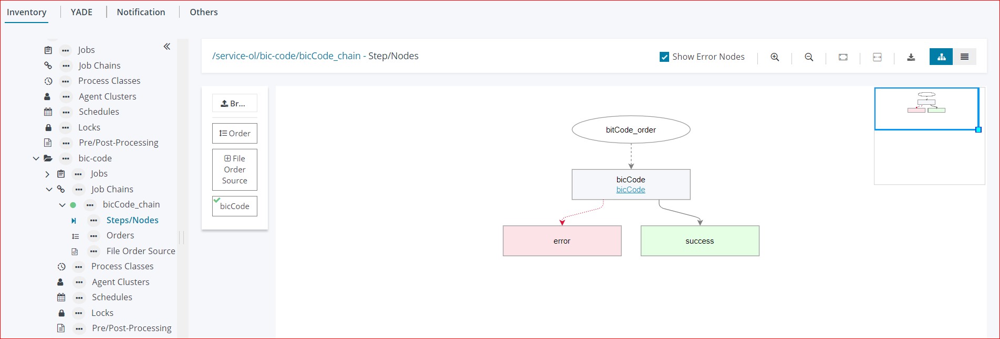 Inventory
YADE
Notification
Others
Jobs
Job Chains
Process Classes
Agent Clusters
Schedules
Locks
Pre/Post-Processing
bic-code
Jobs
Job Chains
bicCode_chain
Steps/Nodes
Orders
File Order Source
Process Classes
Agent Clusters
Schedules
Locks
Pre/Post-Processing
/service-ol/bic-code/bicCode_chain - Step/Nodes
Show Error Nodes
Br...
Order
File
Order
Source
bicCode
bitCode_order
bicCode
bicCode
error
success